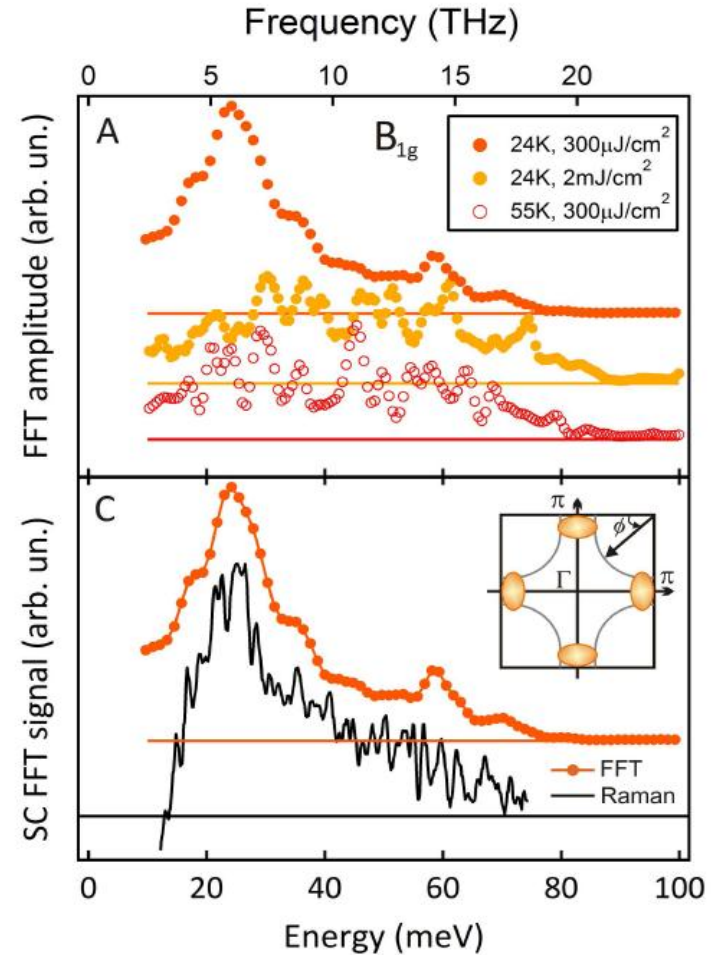 Frequency (THz)
0 5 10 15 20
A
B1g
24K, 300μJ/cm²
24K, 2mJ/cm²
55K, 300μJ/cm²
FFT amplitude (arb. un.)
C
π
ϕ
Γ
π
FFT
Raman
SC FFT signal (arb. un.)
0 20 40 60 80 100
Energy (meV)